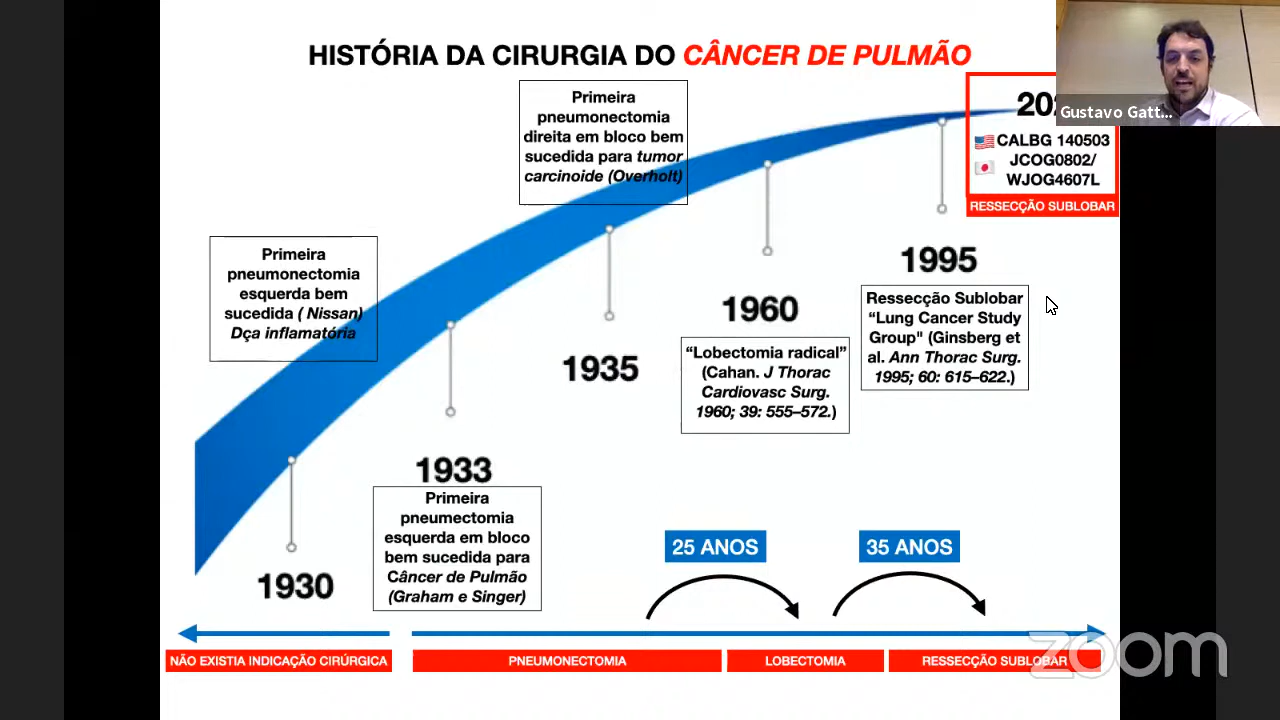 HISTÓRIA DA CIRURGIA DO CÂNCER DE PULMÃO
Gustavo Gatt...
Primeira
pneumonectomia
direita em bloco bem
sucedida para tumor
carcinoide (Overholt)
CALBG 140503
JCOG0802/
WJOG4607L
RESSECÇÃO SUBLOBAR
Primeira
pneumonectomia
esquerda bem
sucedida ( Nissan)
Dça inflamatória
1995
Ressecção Sublobar
“Lung Cancer Study
Group" (Ginsberg et
al. Ann Thorac Surg.
1995; 60: 615–622.)
1960
“Lobectomia radical”
(Cahan. J Thorac
Cardiovasc Surg.
1960; 39: 555–572.)
1935
1933
Primeira
pneumectomia
esquerda em bloco
bem sucedida para
Câncer de Pulmão
(Graham e Singer)
1930
25 ANOS
35 ANOS
NÃO EXISTIA INDICAÇÃO CIRÚRGICA
PNEUMONECTOMIA
LOBECTOMIA
RESSECÇÃO SUBLOBAR
zoom